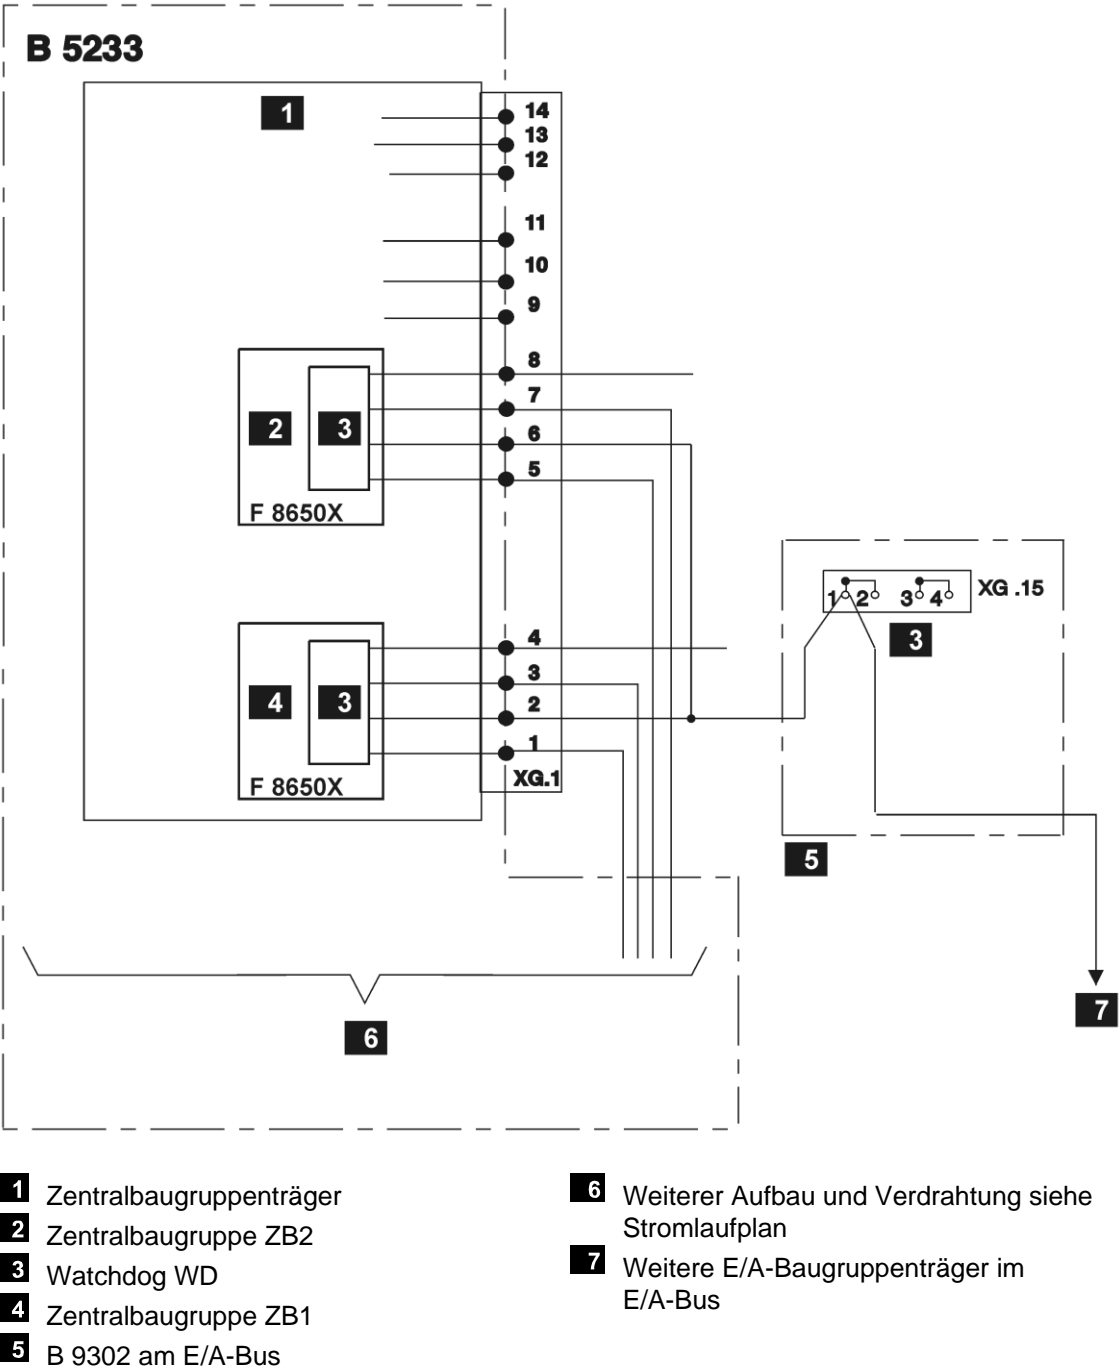 B 5233
1
14
13
12
11
10
9
8
7
2 3 6
5
F 8650X
1 2 3 4 XG .15
3
4
3
4 3 2
1
F 8650X XG.1
5
7
6
1 Zentralbaugruppenträger
2 Zentralbaugruppe ZB2
3 Watchdog WD
4 Zentralbaugruppe ZB1
5 B 9302 am E/A-Bus
6 Weiterer Aufbau und Verdrahtung siehe
Stromlaufplan
7 Weitere E/A-Baugruppenträger im
E/A-Bus